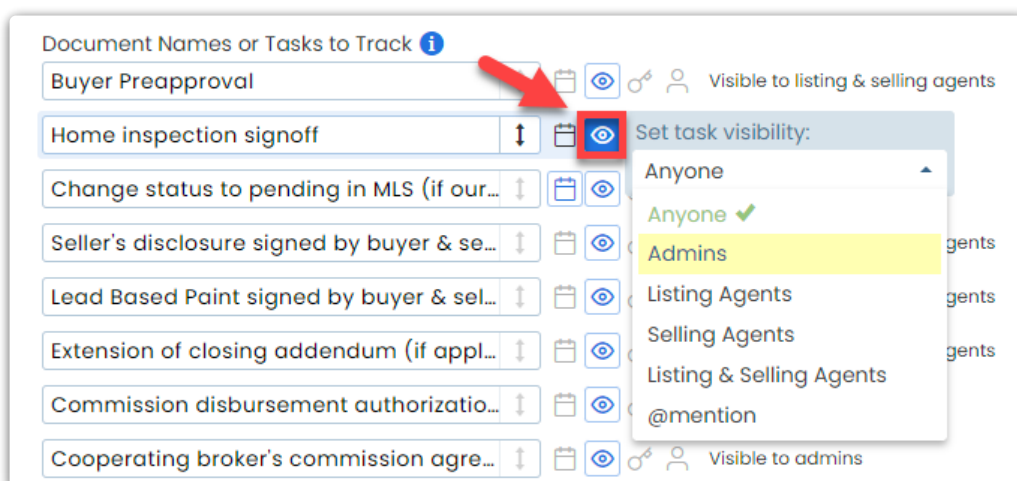 Document Names or Tasks to Track i
Buyer Preapproval Visible to listing & selling agents
Home inspection signoff Set task visibility:
Anyone
Change status to pending in MLS (if our...
Anyone
Seller's disclosure signed by buyer & se... gents
Admins
Lead Based Paint signed by buyer & sel... gents
Listing Agents
Selling Agents
Extension of closing addendum (if appl... gents
Listing & Selling Agents
Commission disbursement authorizatio...
@mention
Cooperating broker's commission agre... Visible to admins